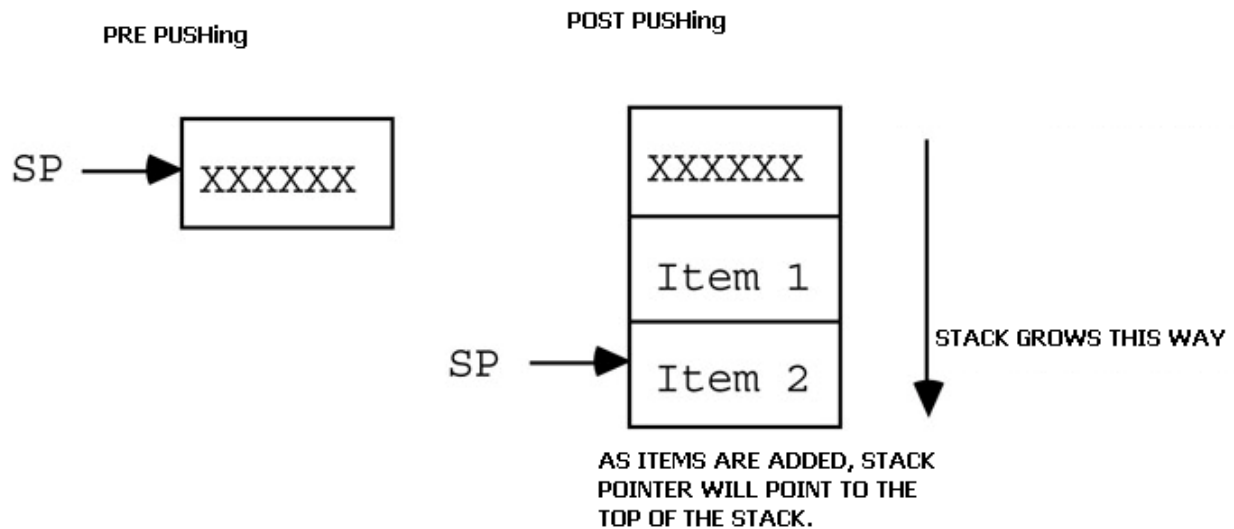 PRE PUSHing
POST PUSHing
SP
XXXXXX
XXXXXX
Item 1
SP
Item 2
STACK GROWS THIS WAY
AS ITEMS ARE ADDED, STACK
POINTER WILL POINT TO THE
TOP OF THE STACK.